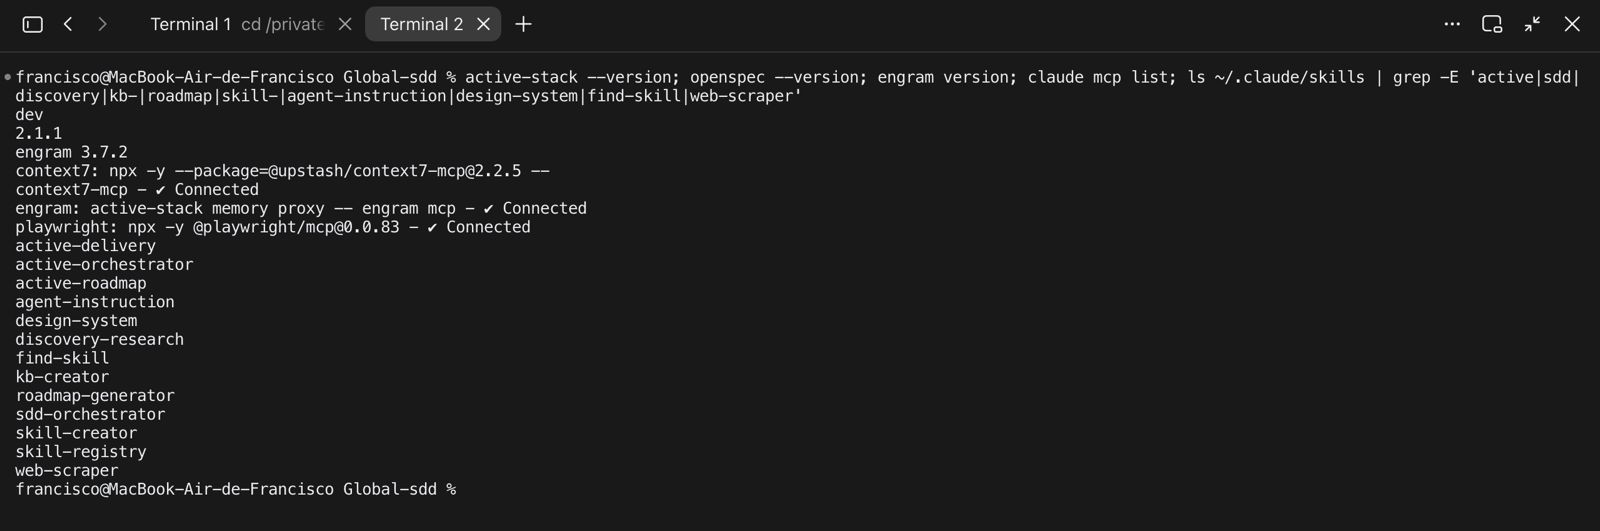 Terminal 1 cd /private
Terminal 2
francisco@MacBook-Air-de-Francisco Global-sdd % active-stack --version; openspec --version; engram version; claude mcp list; ls ~/.claude/skills | grep -E 'active|sdd|
discovery|kb-|roadmap|skill-|agent-instruction|design-system|find-skill|web-scraper'
dev
2.1.1
engram 3.7.2
context7: npx -y --package=@upstash/context7-mcp@2.2.5 --
context7-mcp - ✔ Connected
engram: active-stack memory proxy -- engram mcp - ✔ Connected
playwright: npx -y @playwright/mcp@0.0.83 - ✔ Connected
active-delivery
active-orchestrator
active-roadmap
agent-instruction
design-system
discovery-research
find-skill
kb-creator
roadmap-generator
sdd-orchestrator
skill-creator
skill-registry
web-scraper
francisco@MacBook-Air-de-Francisco Global-sdd %